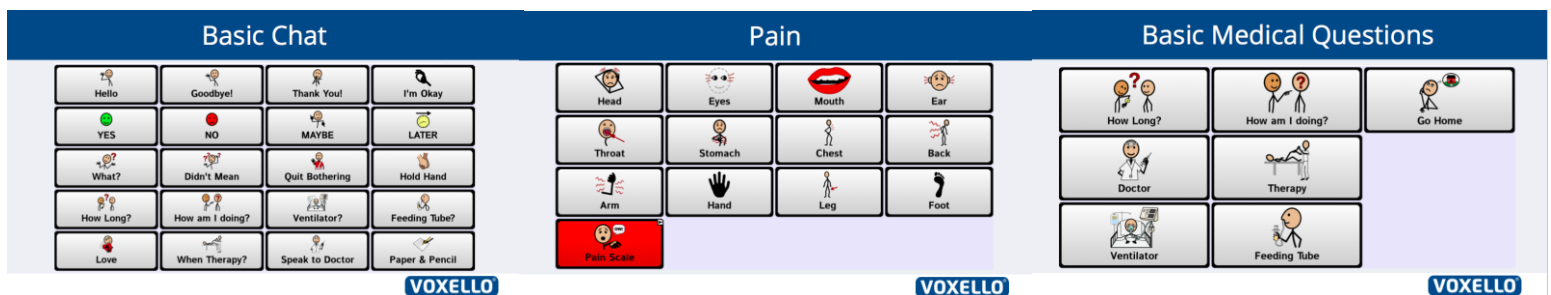 Basic Chat
Hello Goodbye! Thank You! I'm Okay
YES NO MAYBE LATER
What? Didn't Mean Quit Bothering Hold Hand
How Long? How am I doing? Ventilator? Feeding Tube?
Love When Therapy? Speak to Doctor Paper & Pencil
VOXELLO
Pain
Head Eyes Mouth Ear
Throat Stomach Chest Back
Arm Hand Leg Foot
Pain Scale
VOXELLO
Basic Medical Questions
How Long? How am I doing? Go Home
Doctor Therapy
Ventilator Feeding Tube
VOXELLO